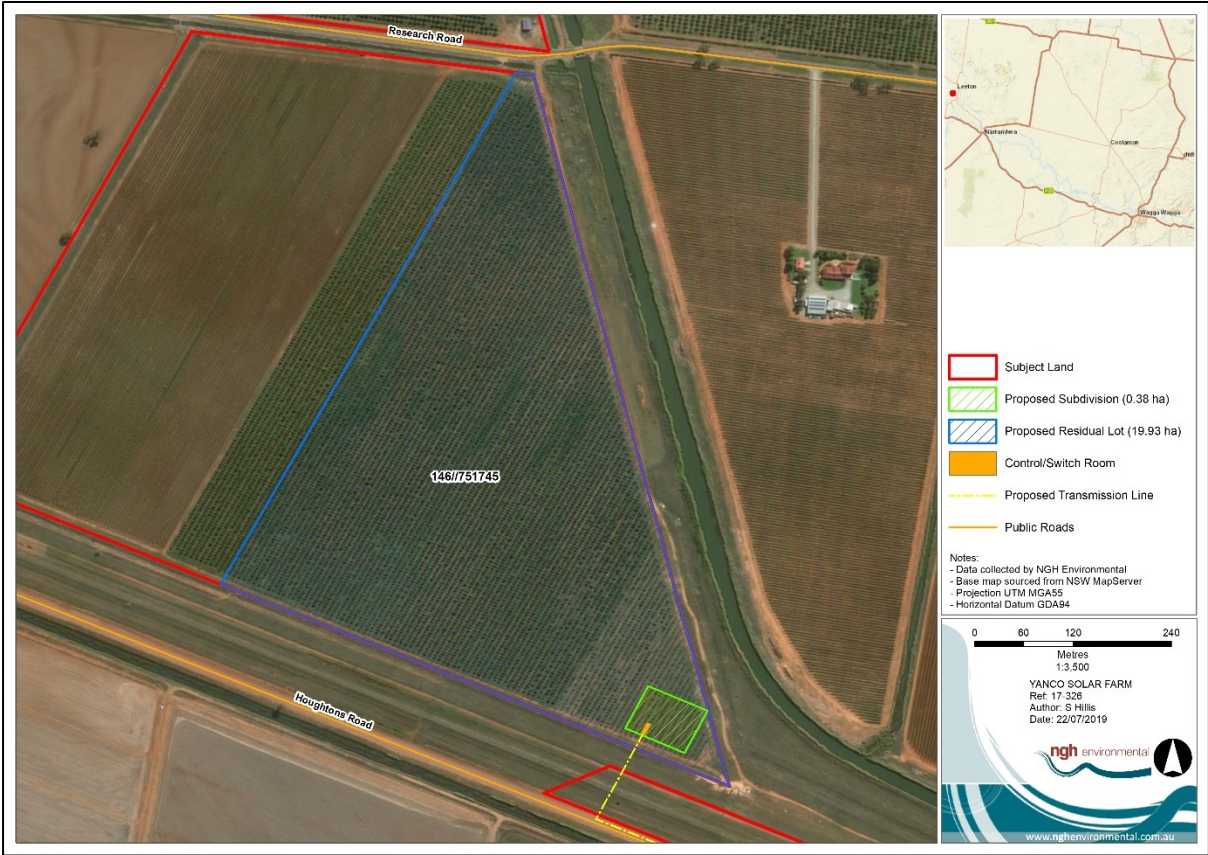 Research Road
146//751745
Houghtons Road
Leeton
Narrandera
Coolamon
Wagga Wagga
Subject Land
Proposed Subdivision (0.38 ha)
Proposed Residual Lot (19.93 ha)
Control/Switch Room
Proposed Transmission Line
Public Roads
Notes:
- Data collected by NGH Environmental
- Base map sourced from NSW MapServer
- Projection UTM MGA55
- Horizontal Datum GDA94
0 60 120 240
Metres
1:3,500
YANCO SOLAR FARM
Ref: 17-326
Author: S Hillis
Date: 22/07/2019
ngh environmental
www.nghenvironmental.com.au